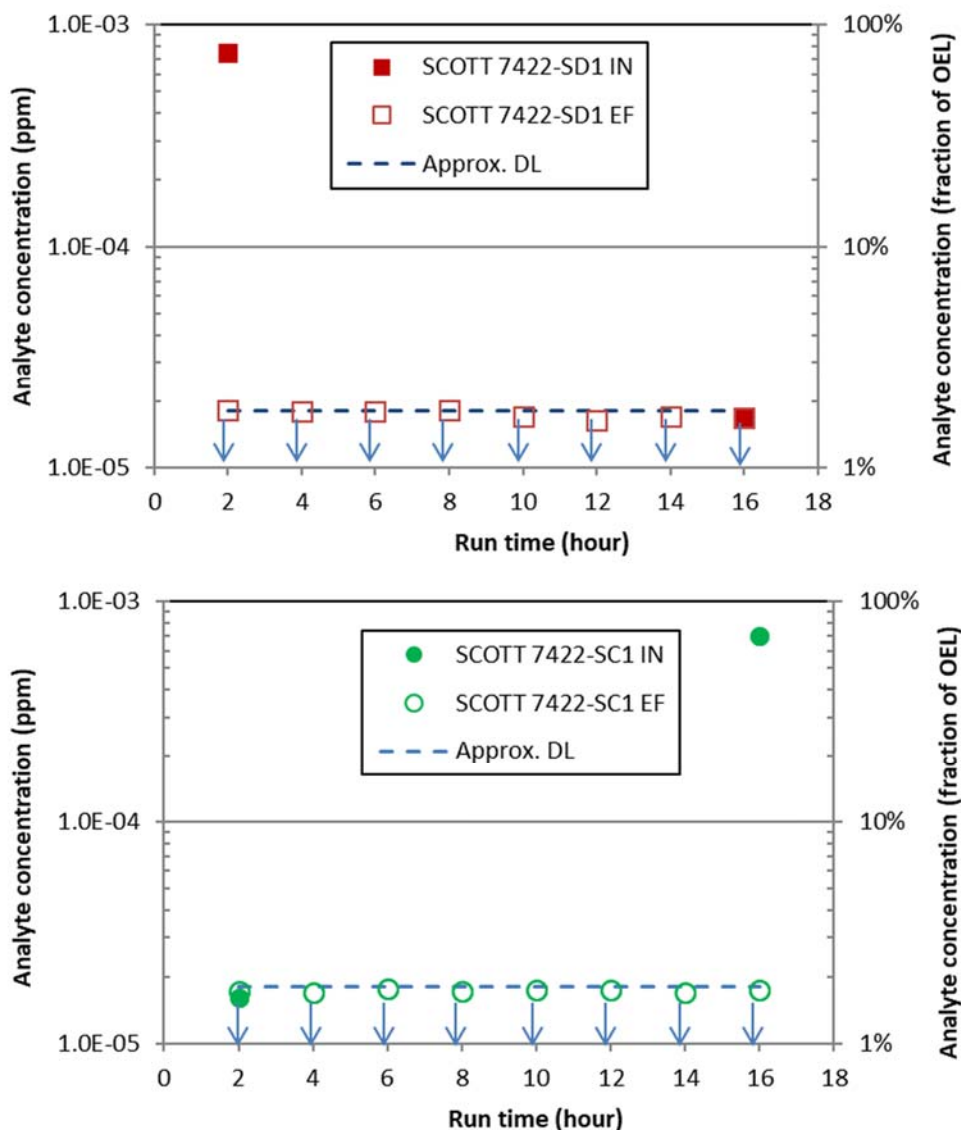 1.0E-03
100%
SCOTT 7422-SD1 IN
SCOTT 7422-SD1 EF
Approx. DL
Analyte concentration (ppm)
Analyte concentration (fraction of OEL)
1.0E-04
10%
1.0E-05
1%
0 2 4 6 8 10 12 14 16 18
Run time (hour)
1.0E-03
100%
SCOTT 7422-SC1 IN
SCOTT 7422-SC1 EF
Approx. DL
Analyte concentration (ppm)
Analyte concentration (fraction of OEL)
1.0E-04
10%
1.0E-05
1%
0 2 4 6 8 10 12 14 16 18
Run time (hour)